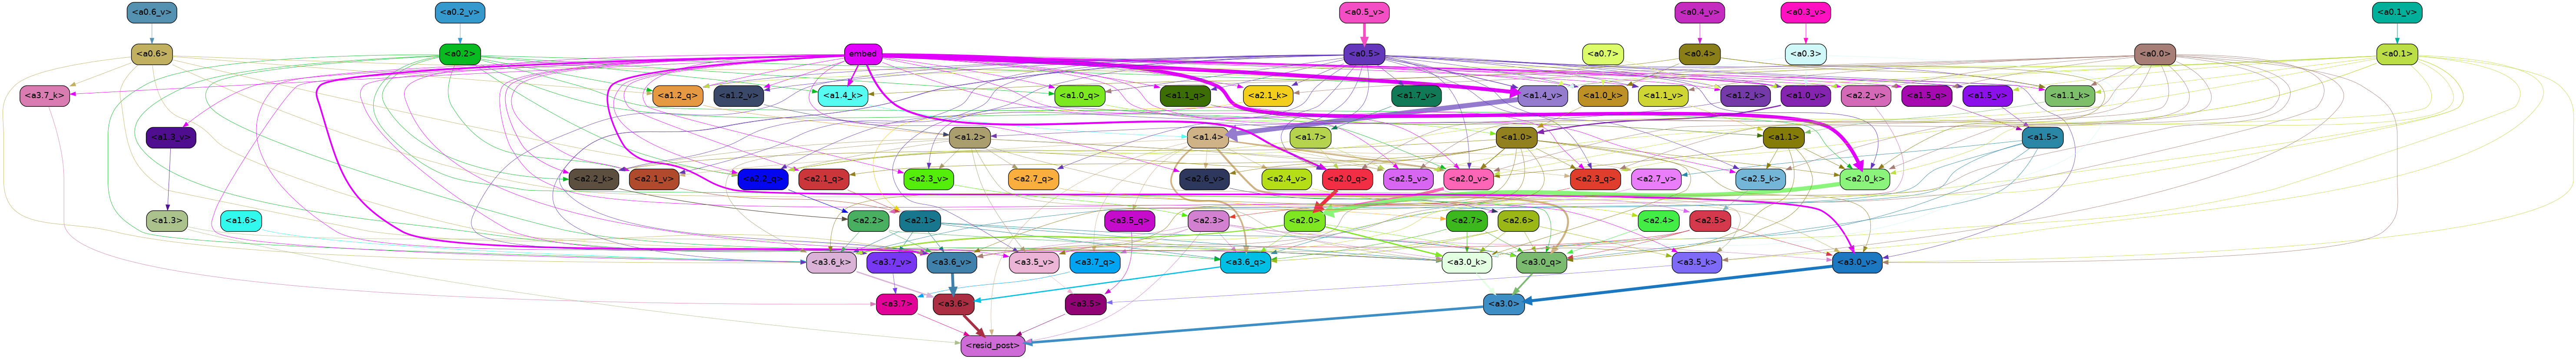 <a0.6_v> <a0.2_v> <a0.5_v> <a0.4_v> <a0.3_v> <a0.1_v>
<a0.6> <a0.2> embed <a0.5> <a0.7> <a0.4> <a0.3> <a0.0> <a0.1>
<a3.7_k> <a1.2_q> <a1.2_v> <a1.4_k> <a1.0_q> <a1.1_q> <a2.1_k> <a1.7_v> <a1.4_v> <a1.0_k> <a1.1_v> <a1.2_k> <a1.0_v> <a2.2_v> <a1.5_q> <a1.5_v> <a1.1_k>
<a1.3_v> <a1.2> <a1.4> <a1.7> <a1.0> <a1.1> <a1.5>
<a2.2_k> <a2.1_v> <a2.2_q> <a2.1_q> <a2.3_v> <a2.7_q> <a2.6_v> <a2.4_v> <a2.0_q> <a2.5_v> <a2.0_v> <a2.3_q> <a2.7_v> <a2.5_k> <a2.0_k>
<a1.3> <a1.6> <a2.2> <a2.1> <a3.5_q> <a2.3> <a2.0> <a2.7> <a2.6> <a2.4> <a2.5>
<a3.6_k> <a3.7_v> <a3.6_v> <a3.5_v> <a3.7_q> <a3.6_q> <a3.0_k> <a3.0_q> <a3.5_k> <a3.0_v>
<a3.7> <a3.6> <a3.5> <a3.0>
<resid_post>